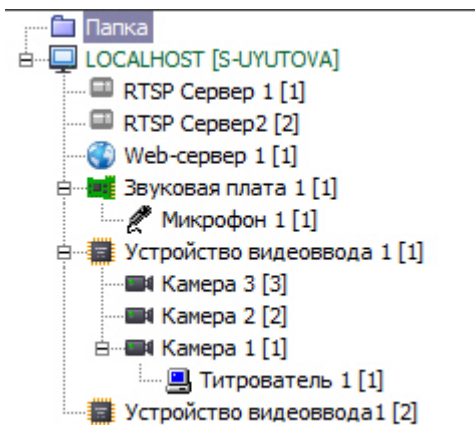 Папка
LOCALHOST [S-UYUTOVA]
RTSP Сервер 1 [1]
RTSP Сервер2 [2]
Web-сервер 1 [1]
Звуковая плата 1 [1]
Микрофон 1 [1]
Устройство видеоввода 1 [1]
Камера 3 [3]
Камера 2 [2]
Камера 1 [1]
Титрователь 1 [1]
Устройство видеоввода1 [2]